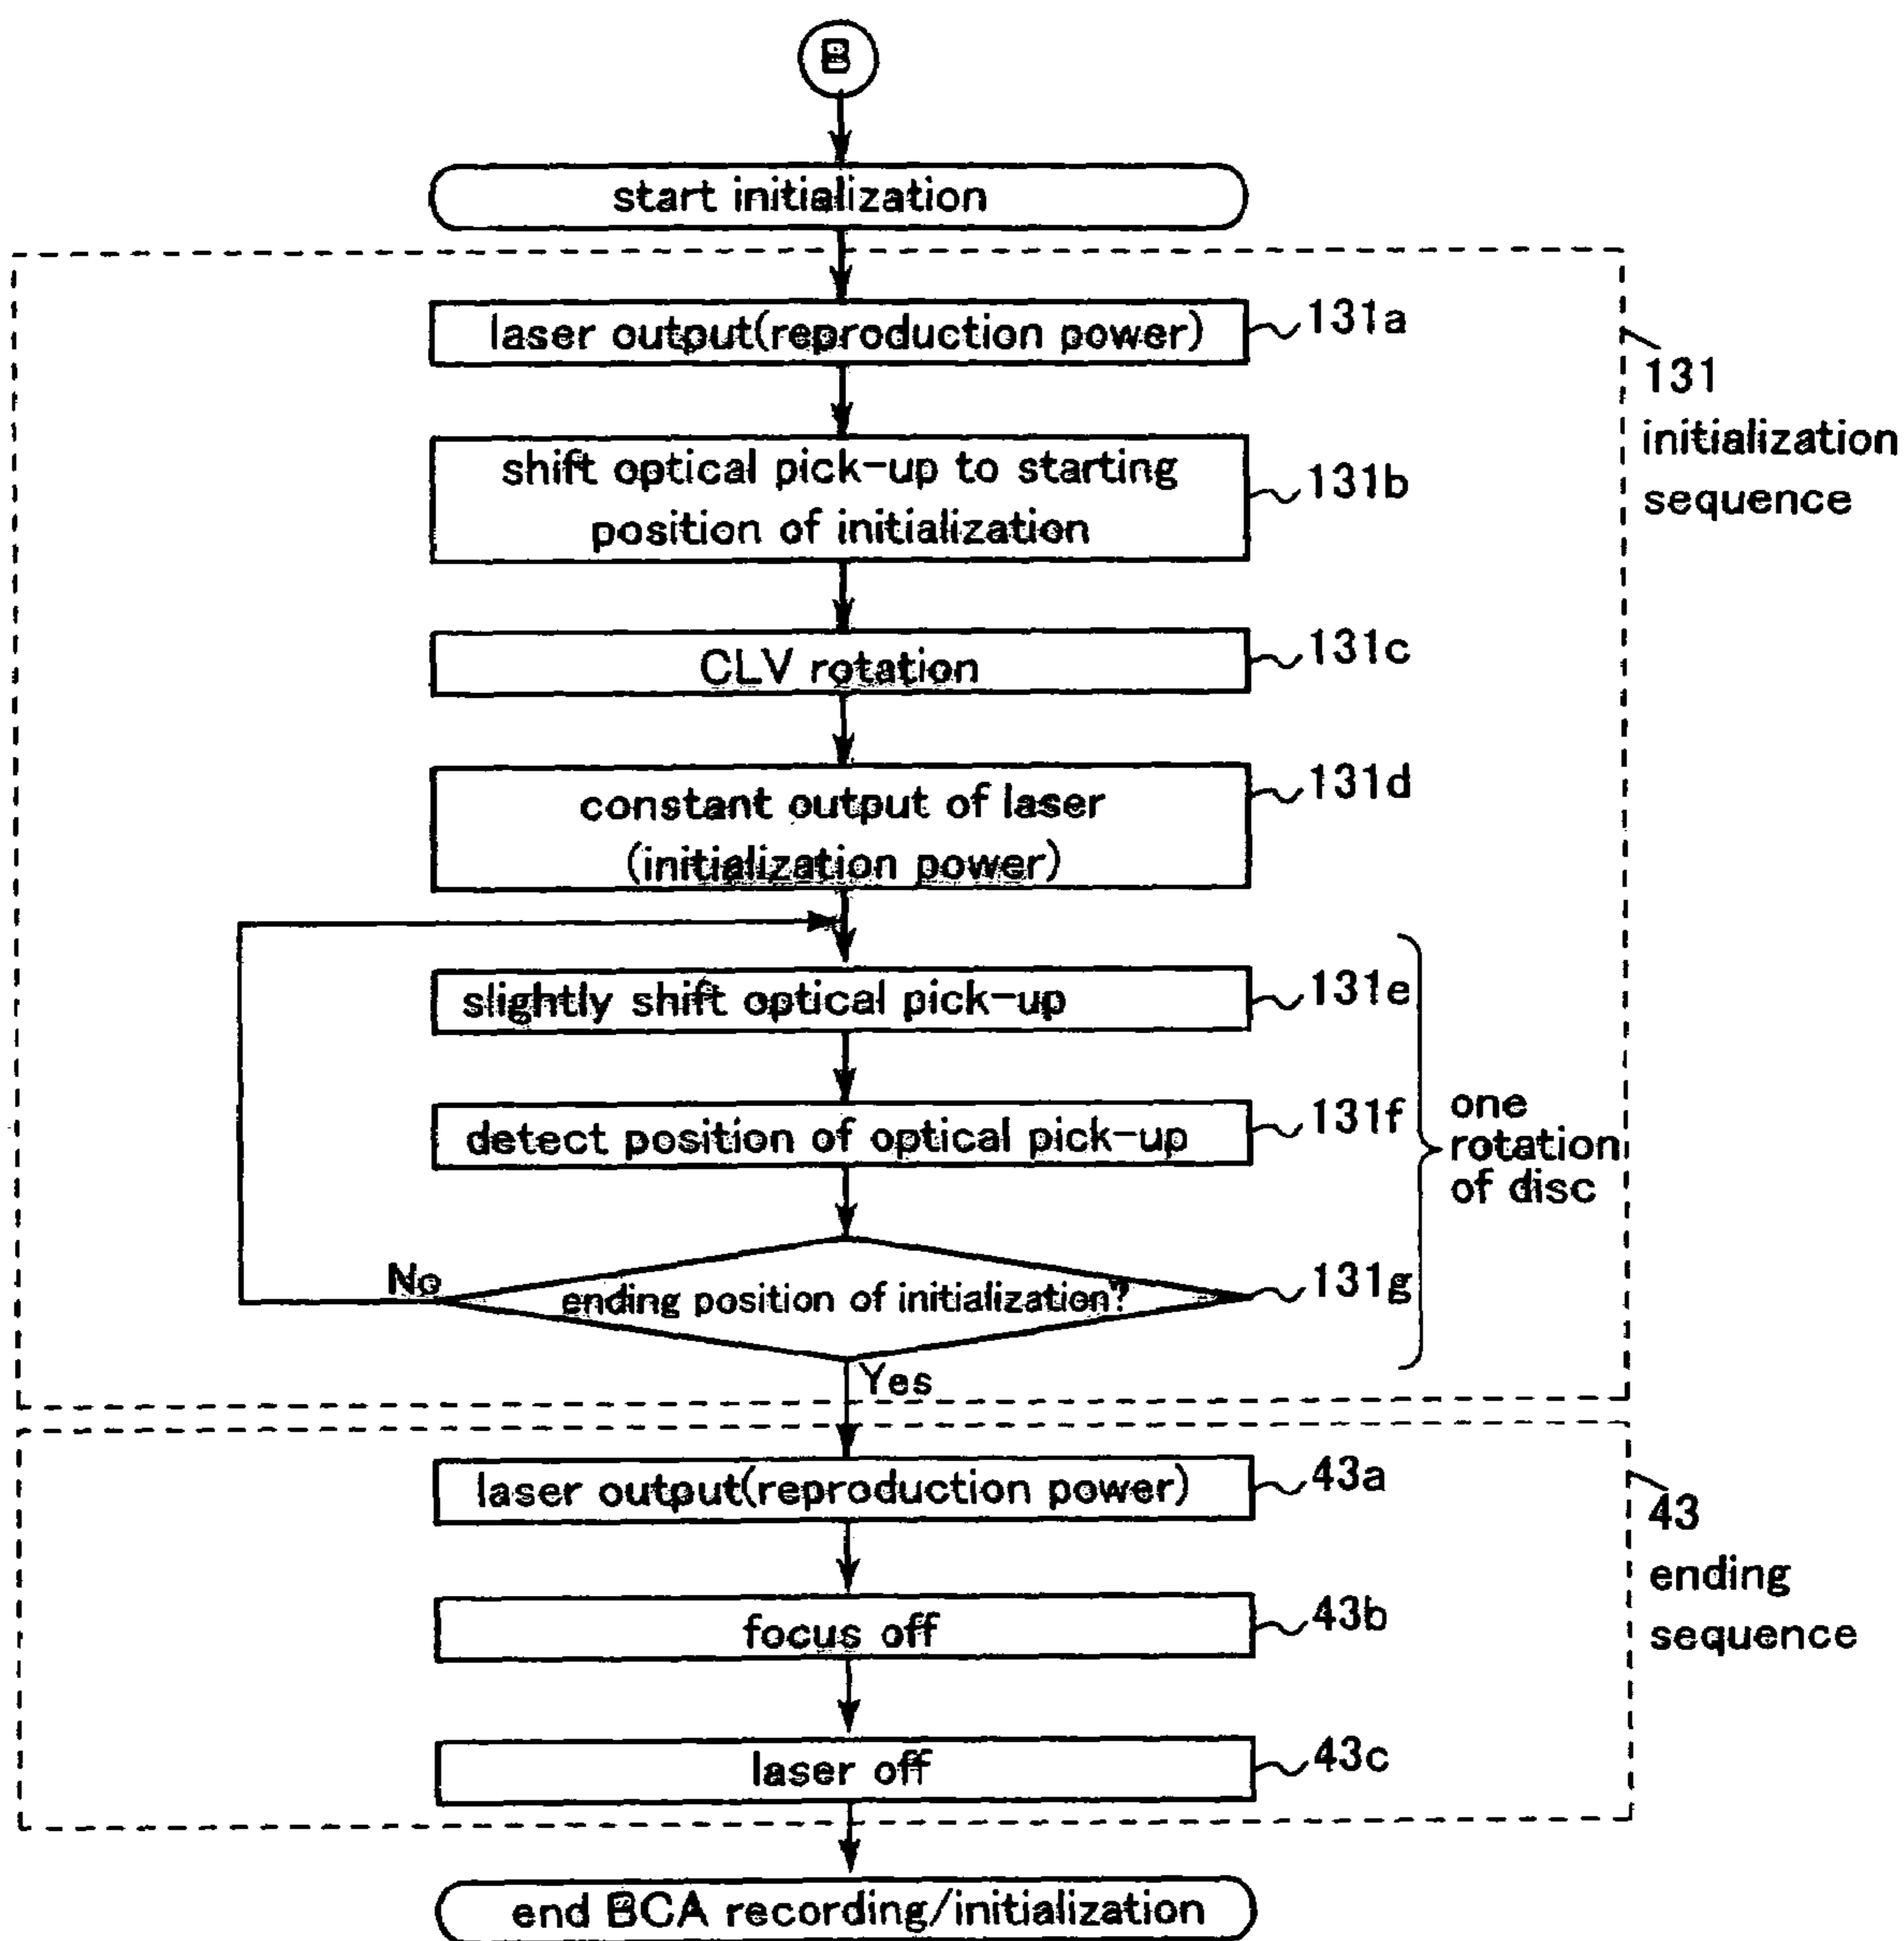 B
start initialization
laser output(reproduction power)
131a
131
initialization
sequence
shift optical pick-up to starting
position of initialization
131b
CLV rotation
131c
constant output of laser
(initialization power)
131d
slightly shift optical pick-up
131e
detect position of optical pick-up
131f
one
rotation
of disc
No
ending position of initialization?
131g
Yes
laser output(reproduction power)
43a
43
ending
sequence
focus off
43b
laser off
43c
end BCA recording/initialization